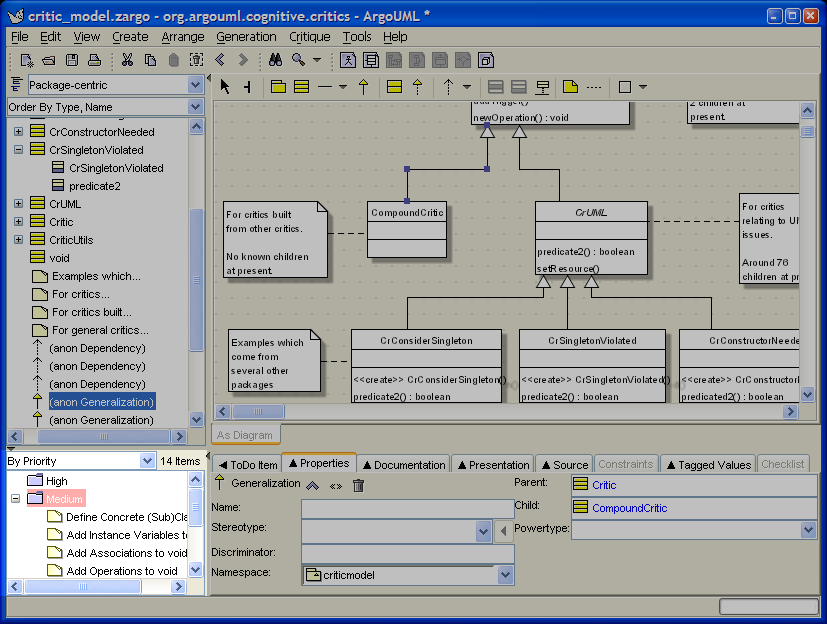 critic_model.zargo - org.argouml.cognitive.critics - ArgoUML *
File Edit View Create Arrange Generation Critique Tools Help
Package-centric
Order By Type, Name
CrConstructorNeeded
CrSingletonViolated
CrSingletonViolated
predicate2
CrUML
Critic
CriticUtils
void
Examples which...
For critics...
For critics built...
For general critics...
(anon Dependency)
(anon Dependency)
(anon Dependency)
(anon Generalization)
(anon Generalization)
newOperation() : void
2 children at
present.
For critics built
from other critics.
No known children
at present.
CompoundCritic
CrUML
predicate2() : boolean
setResource()
For critics
relating to UM
issues.
Around 76
children at pr
Examples which
come from
several other
packages
CrConsiderSingleton
<<create>> CrConsiderSingleton()
predicate2() : boolean
CrSingletonViolated
<<create>> CrSingletonViolated()
predicate2() : boolean
CrConstructorNeede
<<create>> CrConstructorN
predicated2() : boolean
As Diagram
By Priority 14 Items
High
Medium
Define Concrete (Sub)Cla
Add Instance Variables to
Add Associations to void
Add Operations to void
ToDo Item Properties Documentation Presentation Source Constraints Tagged Values Checklist
Generalization
Name:
Stereotype:
Discriminator:
Namespace: criticmodel
Parent: Critic
Child: CompoundCritic
Powertype: